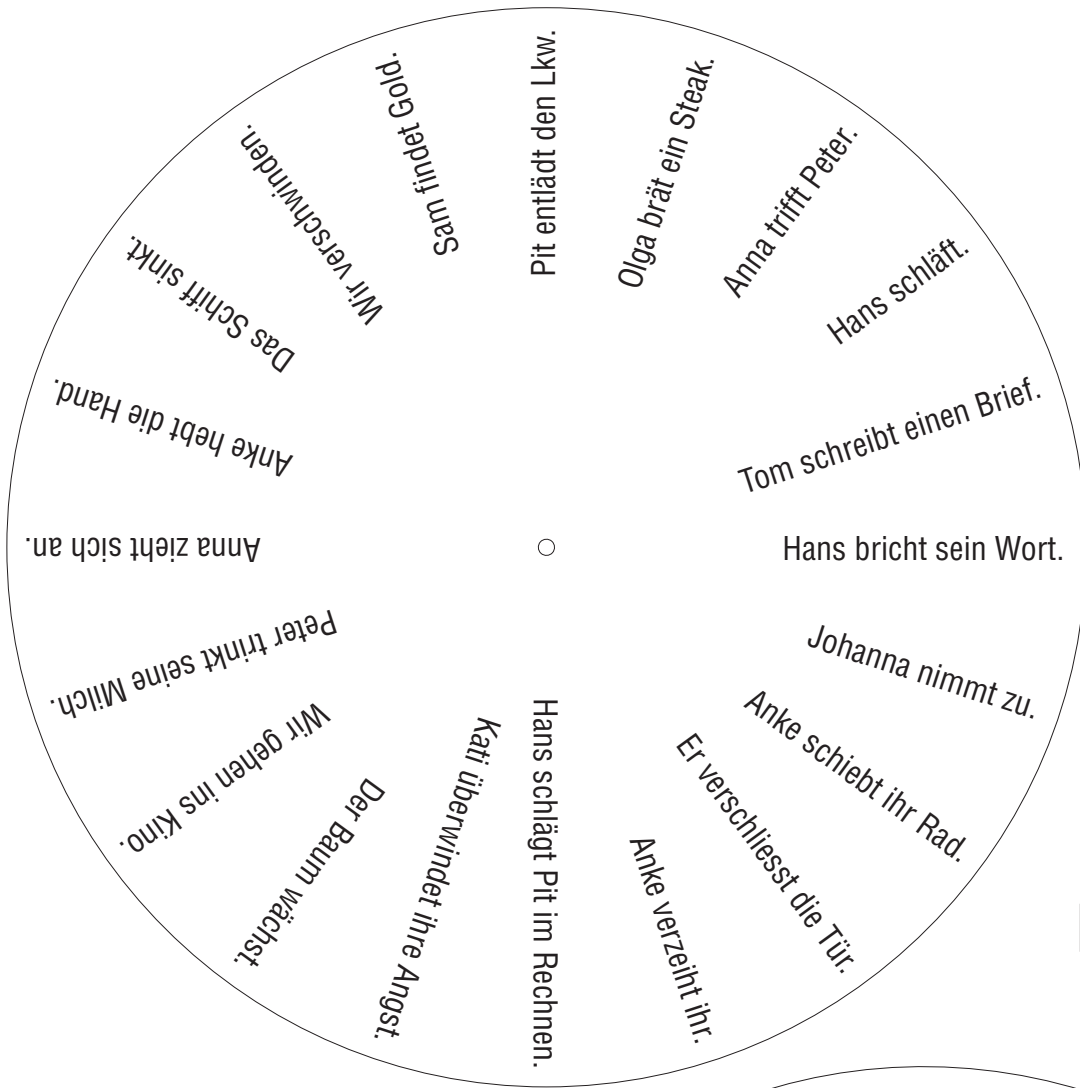 Pit entlädt den Lkw.
Olga brät ein Steak.
Anna trifft Peter.
Hans schläft.
Tom schreibt einen Brief.
Hans bricht sein Wort.
Johanna nimmt zu.
Anke schiebt ihr Rad.
Er verschliesst die Tür.
Anke verzeiht ihr.
Hans schlägt Pit im Rechnen.
Kati überwindet ihre Angst.
Der Baum wächst.
Wir gehen ins Kino.
Peter trinkt seine Milch.
Anna zieht sich an.
Anke hebt die Hand.
Das Schiff sinkt.
Wir verschwinden.
Sam findet Gold.